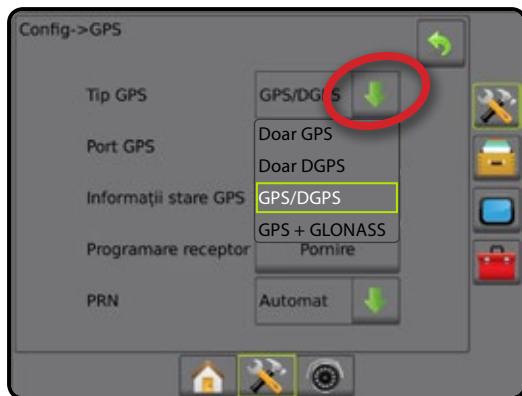 Config->GPS
Tip GPS
GPS/DGPS
Doar GPS
Doar DGPS
GPS/DGPS
GPS + GLONASS
Port GPS
Informații stare GPS
Programare receptor
Pornire
PRN
Automat